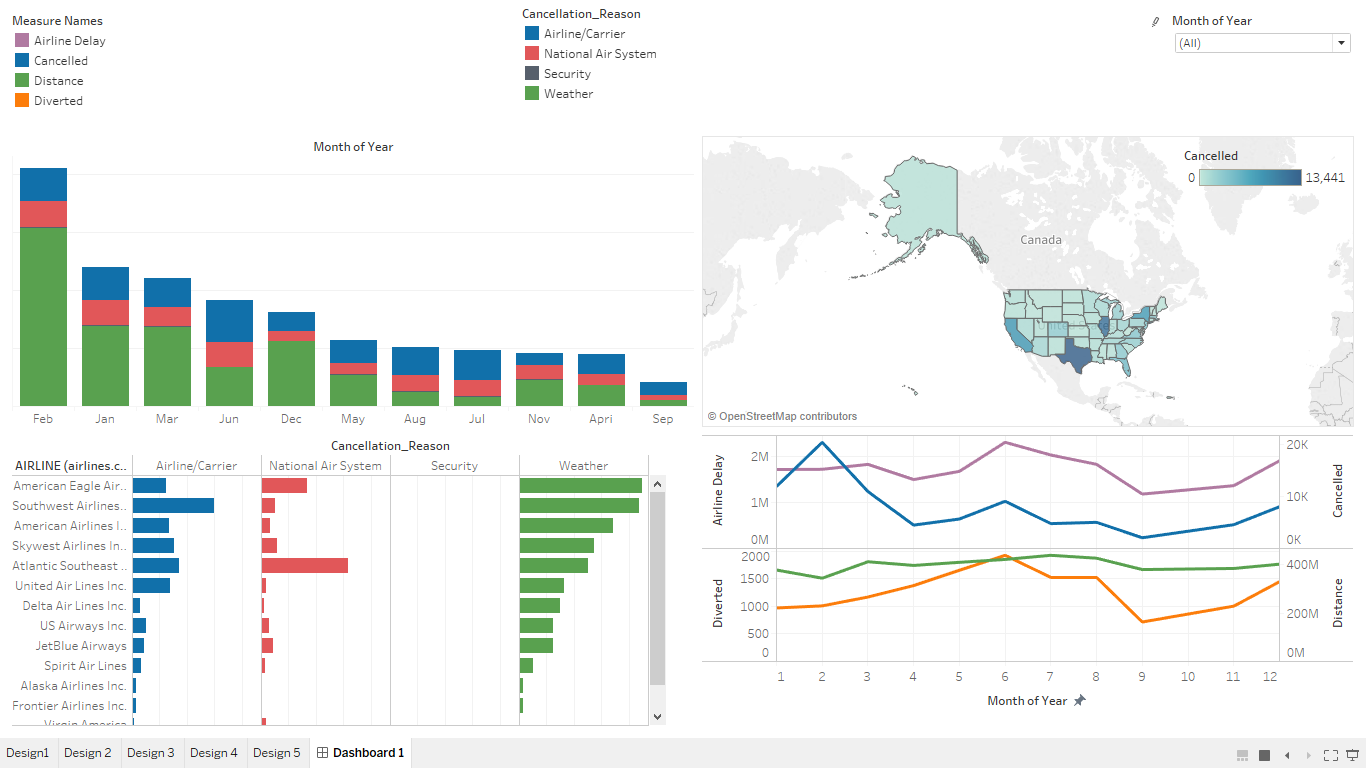 Measure Names
Airline Delay
Cancelled
Distance
Diverted
Cancellation_Reason
Airline/Carrier
National Air System
Security
Weather
Month of Year
(All)
Month of Year
Feb Jan Mar Jun Dec May Aug Jul Nov Apri Sep
Cancelled
0 13,441
Canada
© OpenStreetMap contributors
Cancellation_Reason
AIRLINE (airlines.c.. Airline/Carrier National Air System Security Weather
American Eagle Air..
Southwest Airlines..
American Airlines I..
Skywest Airlines In..
Atlantic Southeast ..
United Air Lines Inc.
Delta Air Lines Inc.
US Airways Inc.
JetBlue Airways
Spirit Air Lines
Alaska Airlines Inc.
Frontier Airlines Inc.
Virgin America
Airline Delay
2M
1M
0M
20K
10K
0K
Cancelled
Diverted
2000
1500
1000
500
0
400M
200M
0M
Distance
1 2 3 4 5 6 7 8 9 10 11 12
Month of Year
Design1 Design 2 Design 3 Design 4 Design 5 Dashboard 1